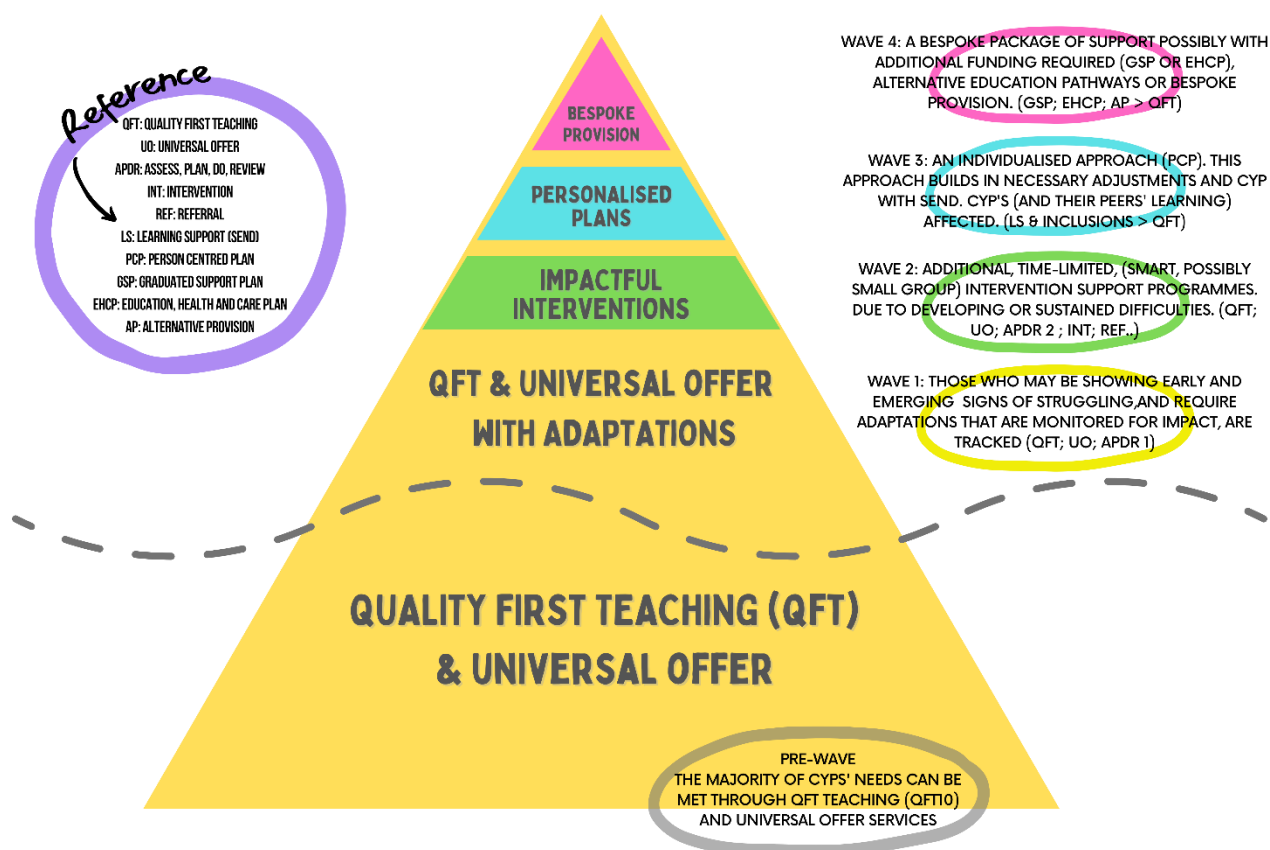 Reference
QFT: QUALITY FIRST TEACHING
UO: UNIVERSAL OFFER
APDR: ASSESS, PLAN, DO, REVIEW
INT: INTERVENTION
REF: REFERRAL
LS: LEARNING SUPPORT (SEND)
PCP: PERSON CENTRED PLAN
GSP: GRADUATED SUPPORT PLAN
EHCP: EDUCATION, HEALTH AND CARE PLAN
AP: ALTERNATIVE PROVISION
BESPOKE
PROVISION
PERSONALISED
PLANS
IMPACTFUL
INTERVENTIONS
QFT & UNIVERSAL OFFER
WITH ADAPTATIONS
QUALITY FIRST TEACHING (QFT)
& UNIVERSAL OFFER
WAVE 4: A BESPOKE PACKAGE OF SUPPORT POSSIBLY WITH
ADDITIONAL FUNDING REQUIRED (GSP OR EHCP),
ALTERNATIVE EDUCATION PATHWAYS OR BESPOKE
PROVISION. (GSP; EHCP; AP > QFT)
WAVE 3: AN INDIVIDUALISED APPROACH (PCP). THIS
APPROACH BUILDS IN NECESSARY ADJUSTMENTS AND CYP
WITH SEND. CYP'S (AND THEIR PEERS' LEARNING)
AFFECTED. (LS & INCLUSIONS > QFT)
WAVE 2: ADDITIONAL, TIME-LIMITED, (SMART, POSSIBLY
SMALL GROUP) INTERVENTION SUPPORT PROGRAMMES.
DUE TO DEVELOPING OR SUSTAINED DIFFICULTIES. (QFT;
UO; APDR 2 ; INT; REF..)
WAVE 1: THOSE WHO MAY BE SHOWING EARLY AND
EMERGING SIGNS OF STRUGGLING,AND REQUIRE
ADAPTATIONS THAT ARE MONITORED FOR IMPACT, ARE
TRACKED (QFT; UO; APDR 1)
PRE-WAVE
THE MAJORITY OF CYPS' NEEDS CAN BE
MET THROUGH QFT TEACHING (QFT10)
AND UNIVERSAL OFFER SERVICES